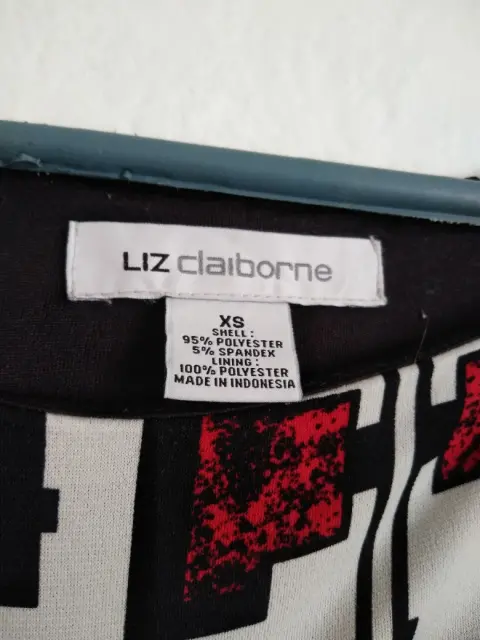 LIZ claiborne
XS
SHELL:
95% POLYESTER
5% SPANDEX
LINING:
100% POLYESTER
MADE IN INDONESIA